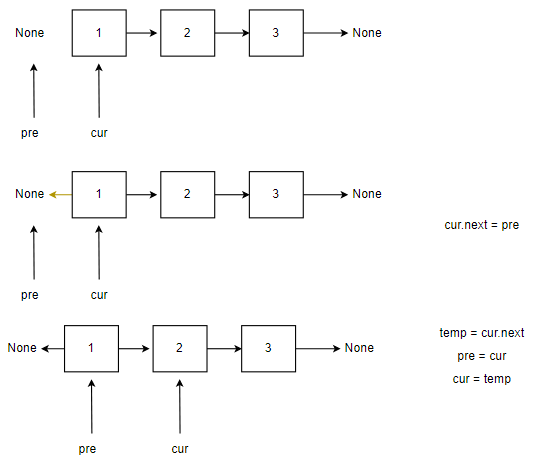 None 1 2 3 None
pre cur
None 1 2 3 None
cur.next = pre
pre cur
temp = cur.next
None 1 2 3 None
pre = cur
cur = temp
pre cur